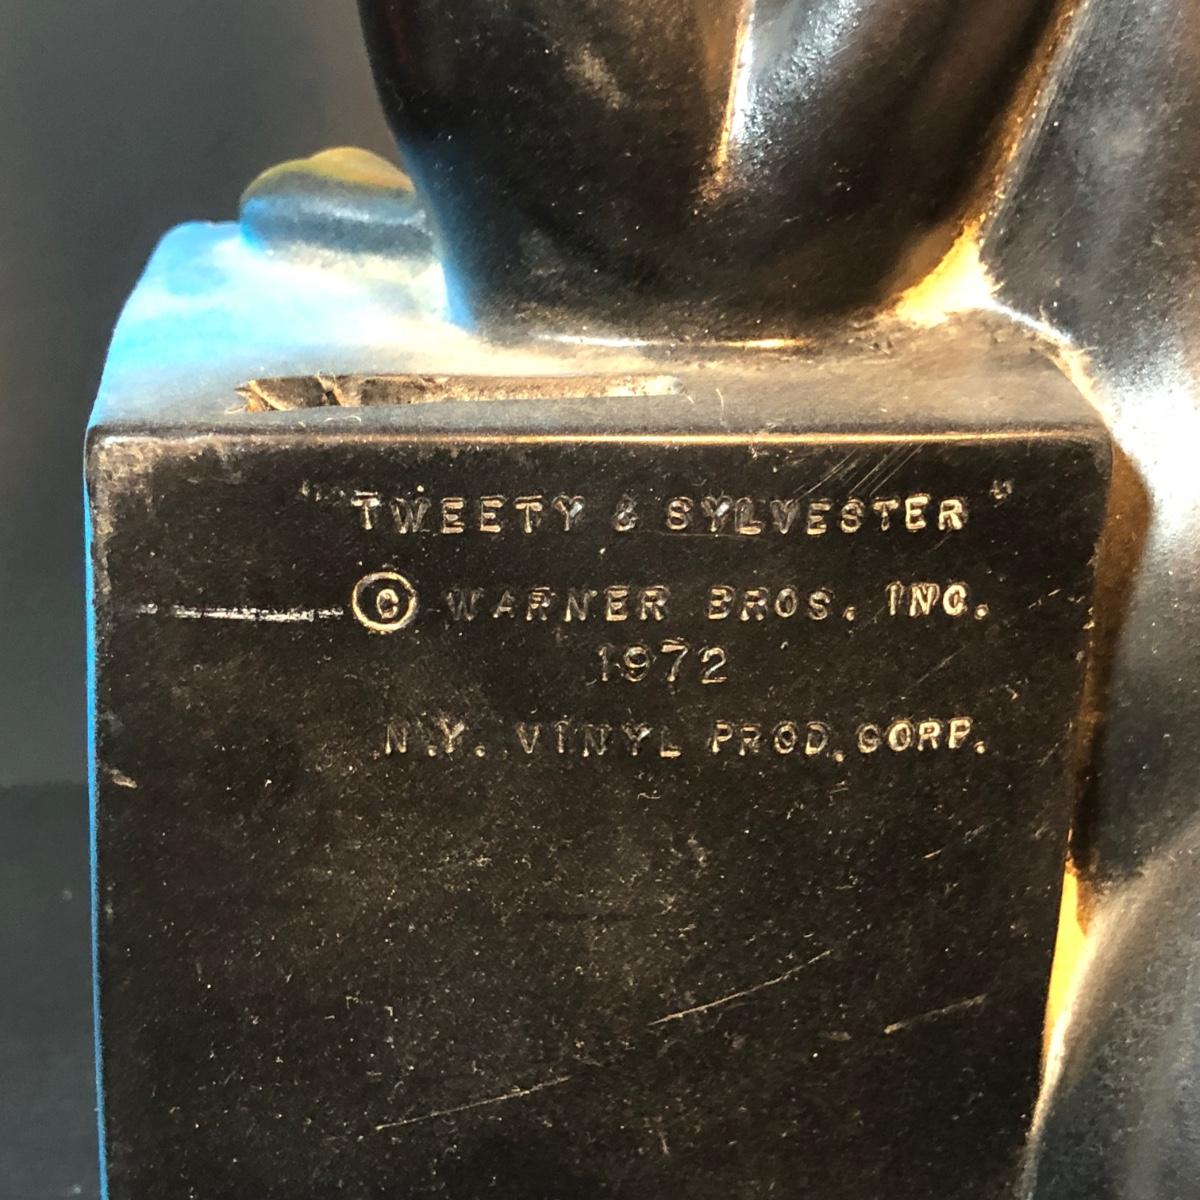 "TWEETY & SYLVESTER"
© WARNER BROS. INC.
1972
N.Y. VINYL PROD. CORP.